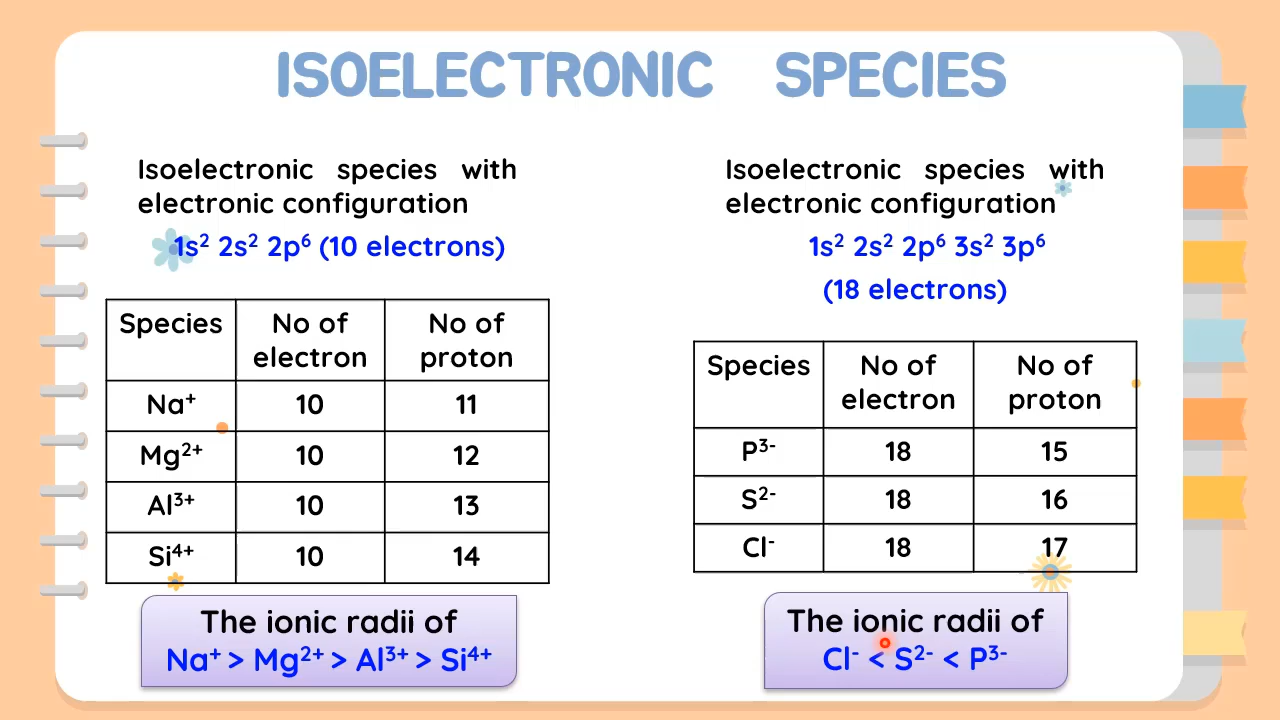 ISOELECTRONIC SPECIES
Isoelectronic species with
electronic configuration
1s² 2s² 2p⁶ (10 electrons)
Species No of electron No of proton
Na⁺ 10 11
Mg²⁺ 10 12
Al³⁺ 10 13
Si⁴⁺ 10 14
The ionic radii of
Na⁺ > Mg²⁺ > Al³⁺ > Si⁴⁺
Isoelectronic species with
electronic configuration
1s² 2s² 2p⁶ 3s² 3p⁶
(18 electrons)
Species No of electron No of proton
P³⁻ 18 15
S²⁻ 18 16
Cl⁻ 18 17
The ionic radii of
Cl⁻ < S²⁻ < P³⁻